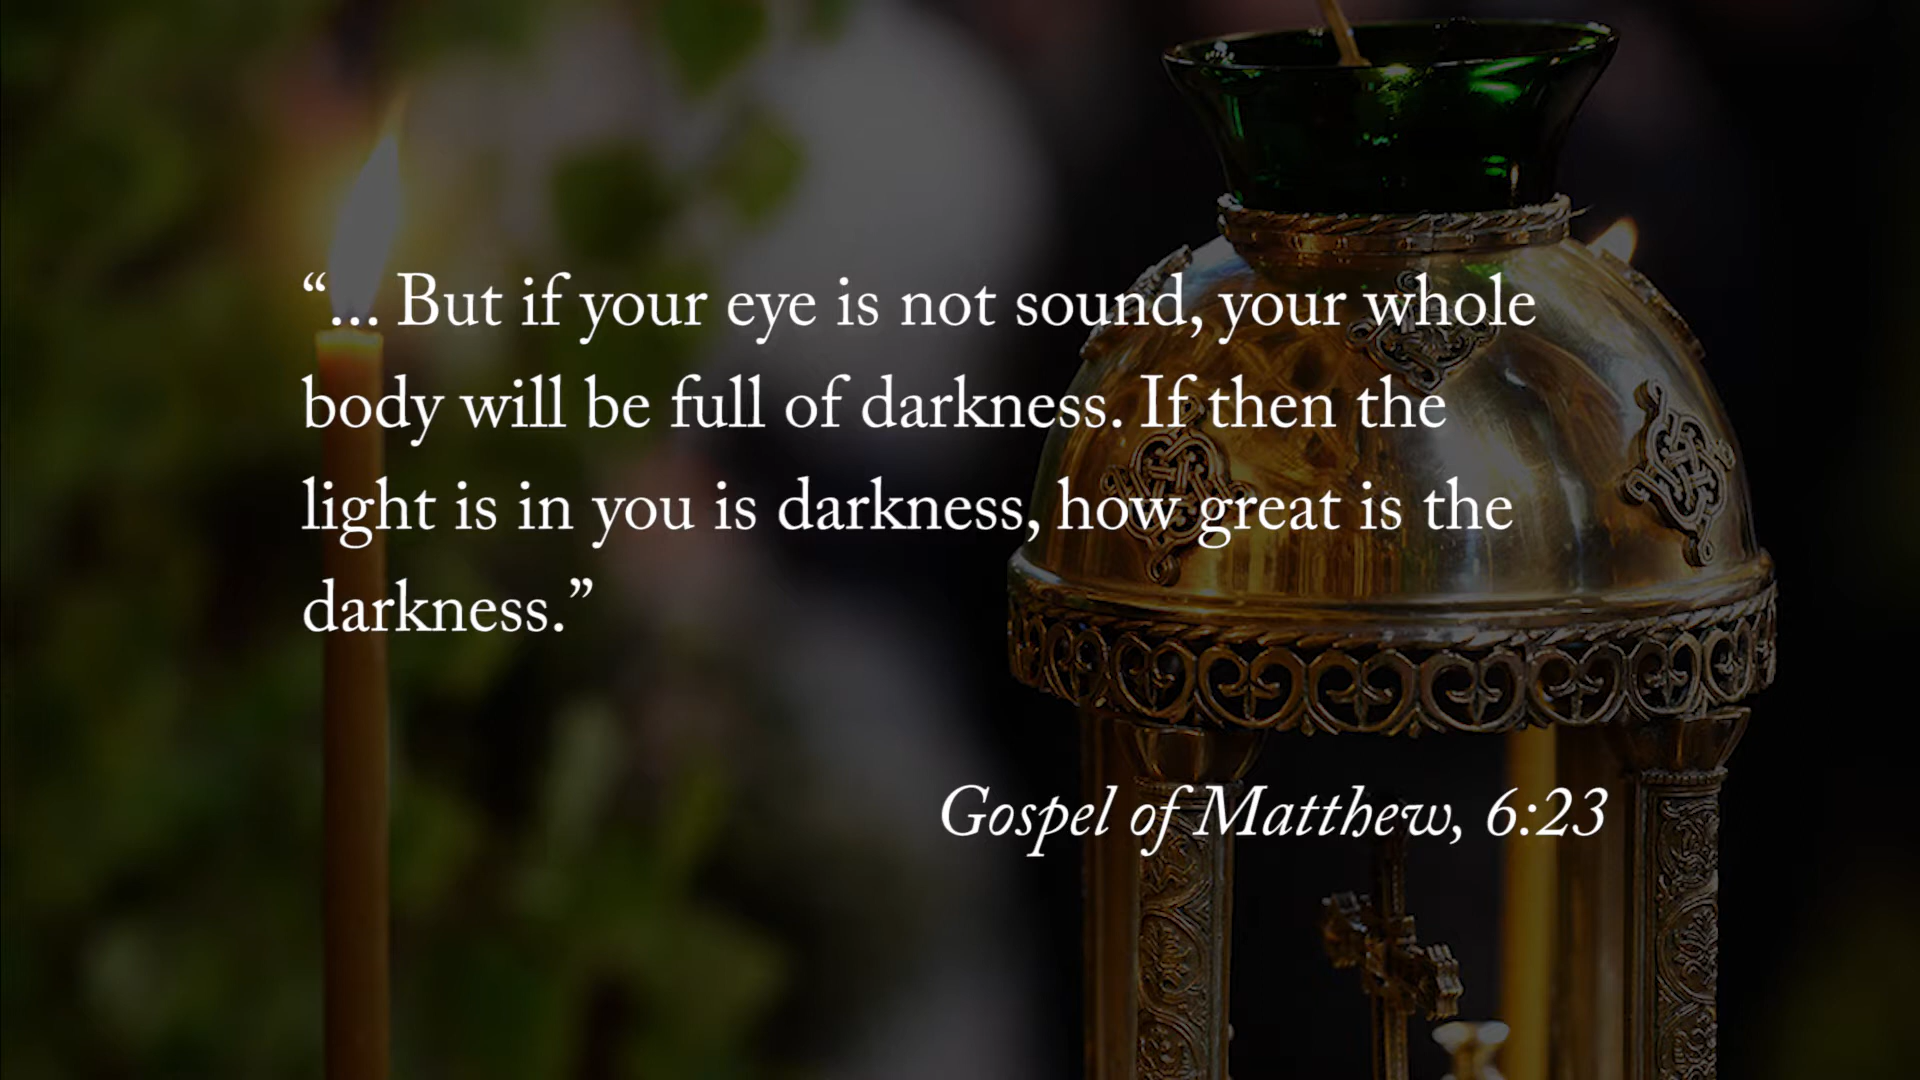 “... But if your eye is not sound, your whole
body will be full of darkness. If then the
light is in you is darkness, how great is the
darkness.”
Gospel of Matthew, 6:23